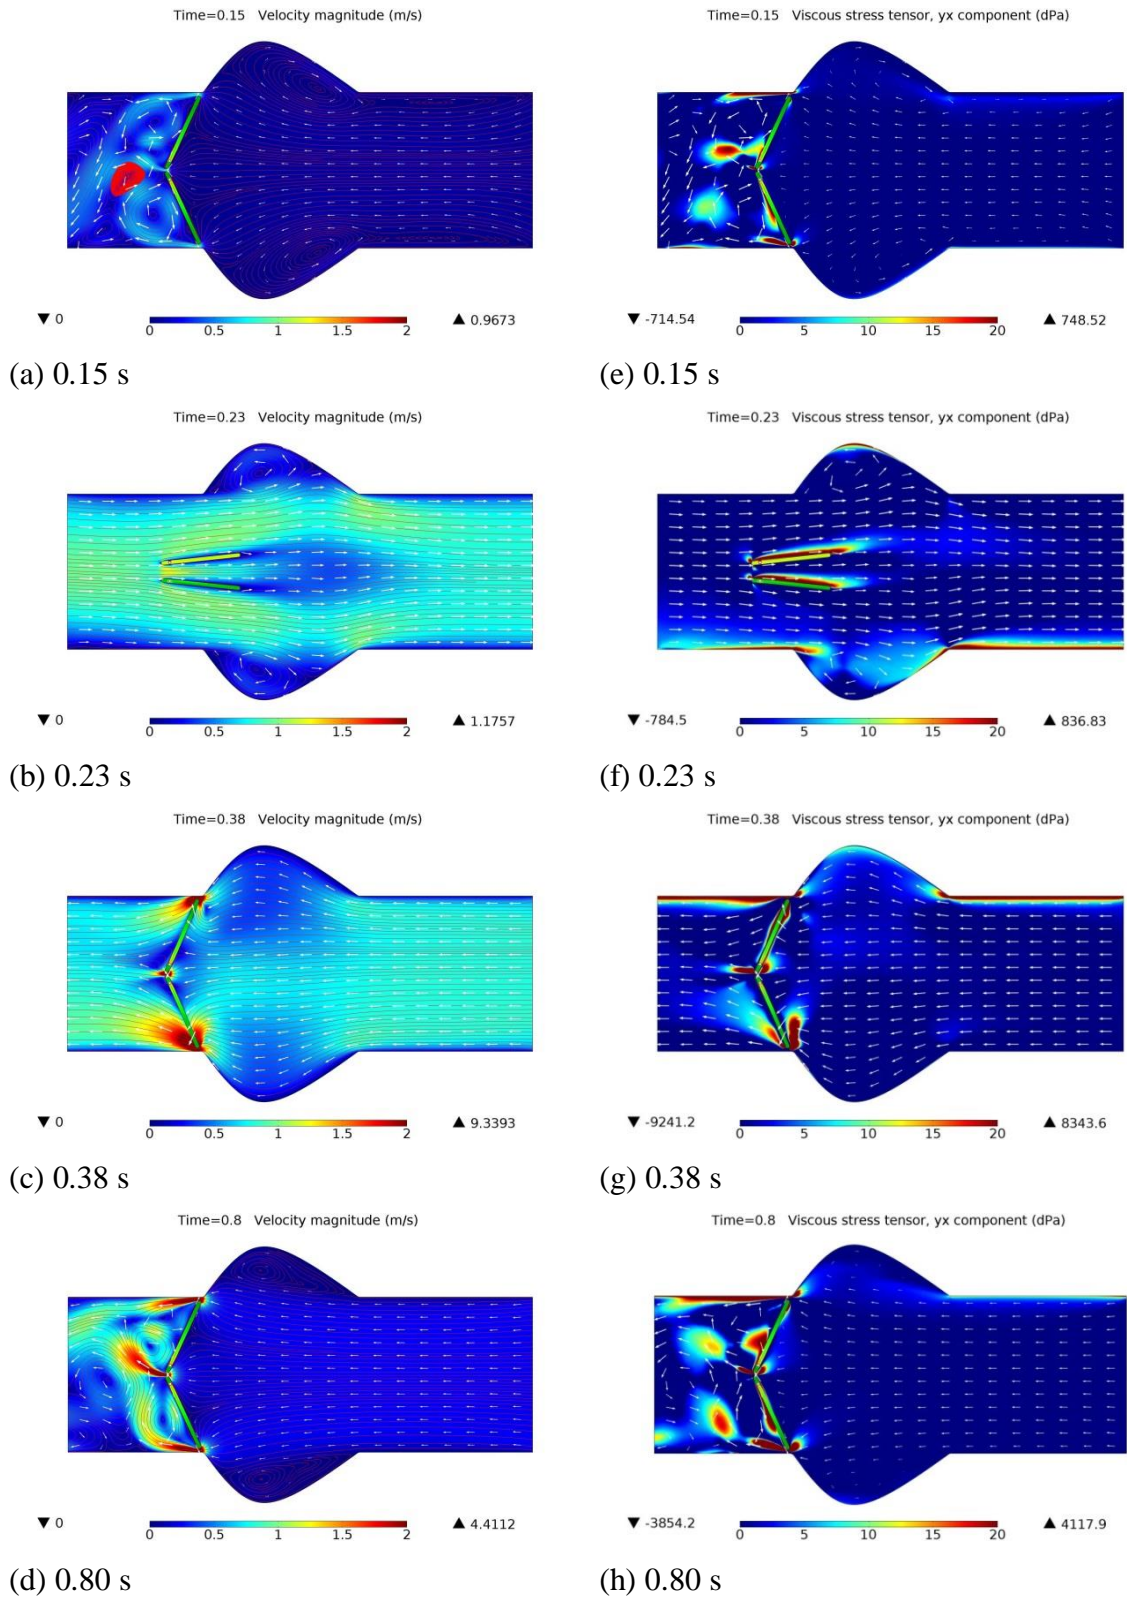 Time=0.15 Velocity magnitude (m/s)
▼ 0 0 0.5 1 1.5 2 ▲ 0.9673
(a) 0.15 s
Time=0.15 Viscous stress tensor, yx component (dPa)
▼ -714.54 0 5 10 15 20 ▲ 748.52
(e) 0.15 s
Time=0.23 Velocity magnitude (m/s)
▼ 0 0 0.5 1 1.5 2 ▲ 1.1757
(b) 0.23 s
Time=0.23 Viscous stress tensor, yx component (dPa)
▼ -784.5 0 5 10 15 20 ▲ 836.83
(f) 0.23 s
Time=0.38 Velocity magnitude (m/s)
▼ 0 0 0.5 1 1.5 2 ▲ 9.3393
(c) 0.38 s
Time=0.38 Viscous stress tensor, yx component (dPa)
▼ -9241.2 0 5 10 15 20 ▲ 8343.6
(g) 0.38 s
Time=0.8 Velocity magnitude (m/s)
▼ 0 0 0.5 1 1.5 2 ▲ 4.4112
(d) 0.80 s
Time=0.8 Viscous stress tensor, yx component (dPa)
▼ -3854.2 0 5 10 15 20 ▲ 4117.9
(h) 0.80 s